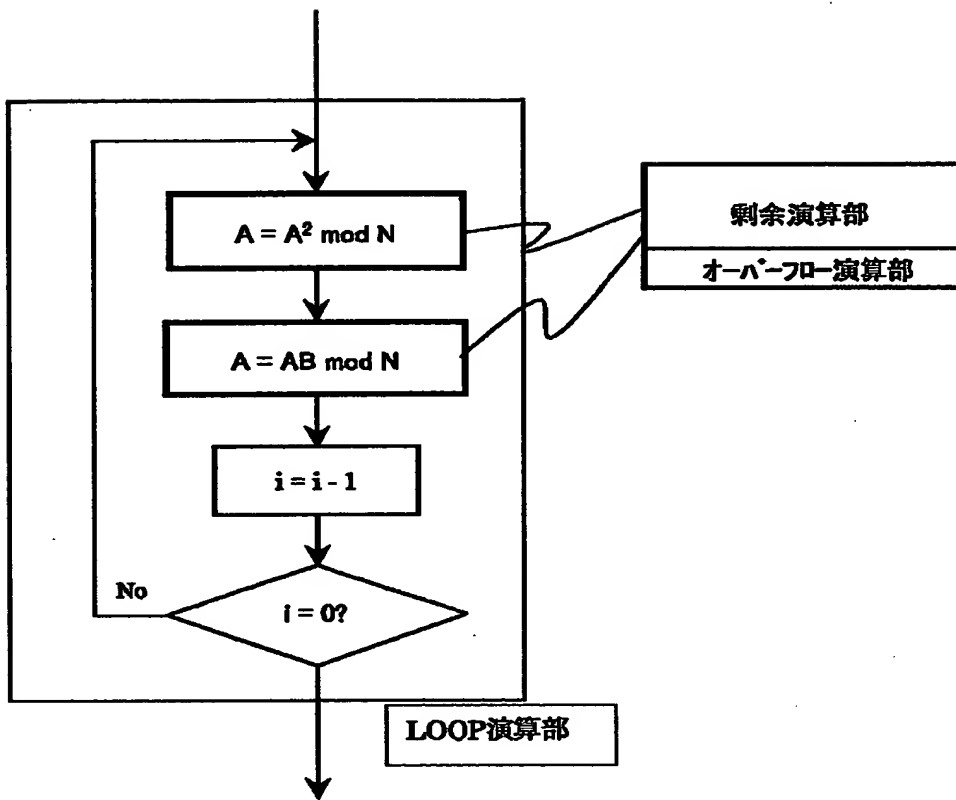 A = A² mod N
剰余演算部
オーバーフロー演算部
A = AB mod N
i = i - 1
No
i = 0?
LOOP演算部